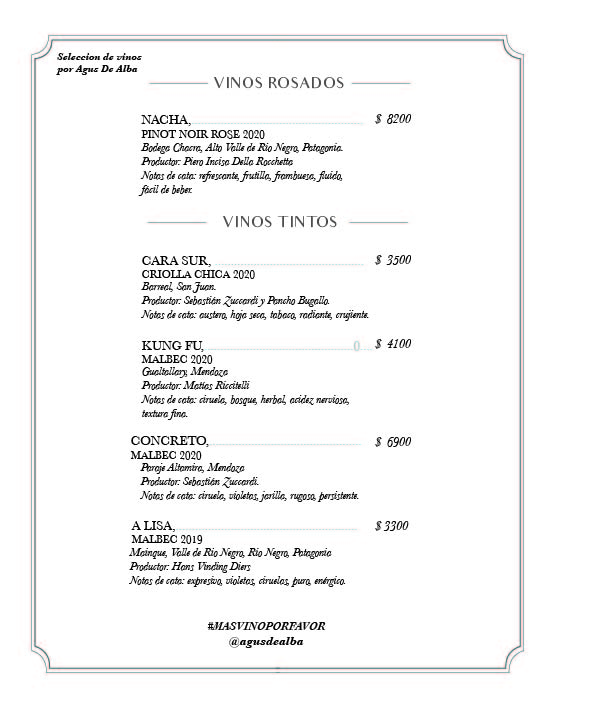 Seleccion de vinos
por Agus De Alba
VINOS ROSADOS
NACHA, $ 8200
PINOT NOIR ROSE 2020
Bodega Chacra, Alto Valle de Río Negro, Patagonia.
Productor: Piero Incisa Della Rocchetta
Notas de cata: refrescante, frutilla, frambuesa, fluido,
fácil de beber.
VINOS TINTOS
CARA SUR, $ 3500
CRIOLLA CHICA 2020
Barreal, San Juan.
Productor: Sebastián Zuccardi y Pancho Bugallo.
Notas de cata: austero, hoja seca, tabaco, radiante, crujiente.
KUNG FU, 0 $ 4100
MALBEC 2020
Gualtallary, Mendoza
Productor: Matías Riccitelli
Notas de cata: ciruela, bosque, herbal, acidez nerviosa,
textura fina.
CONCRETO, $ 6900
MALBEC 2020
Paraje Altamira, Mendoza
Productor: Sebastián Zuccardi.
Notas de cata: ciruela, violetas, jarilla, rugoso, persistente.
A LISA, $ 3300
MALBEC 2019
Mainque, Valle de Río Negro, Río Negro, Patagonia
Productor: Hans Vinding Diers
Notas de cata: expresivo, violetas, ciruelas, puro, enérgico.
#MASVINOPORFAVOR
@agusdealba